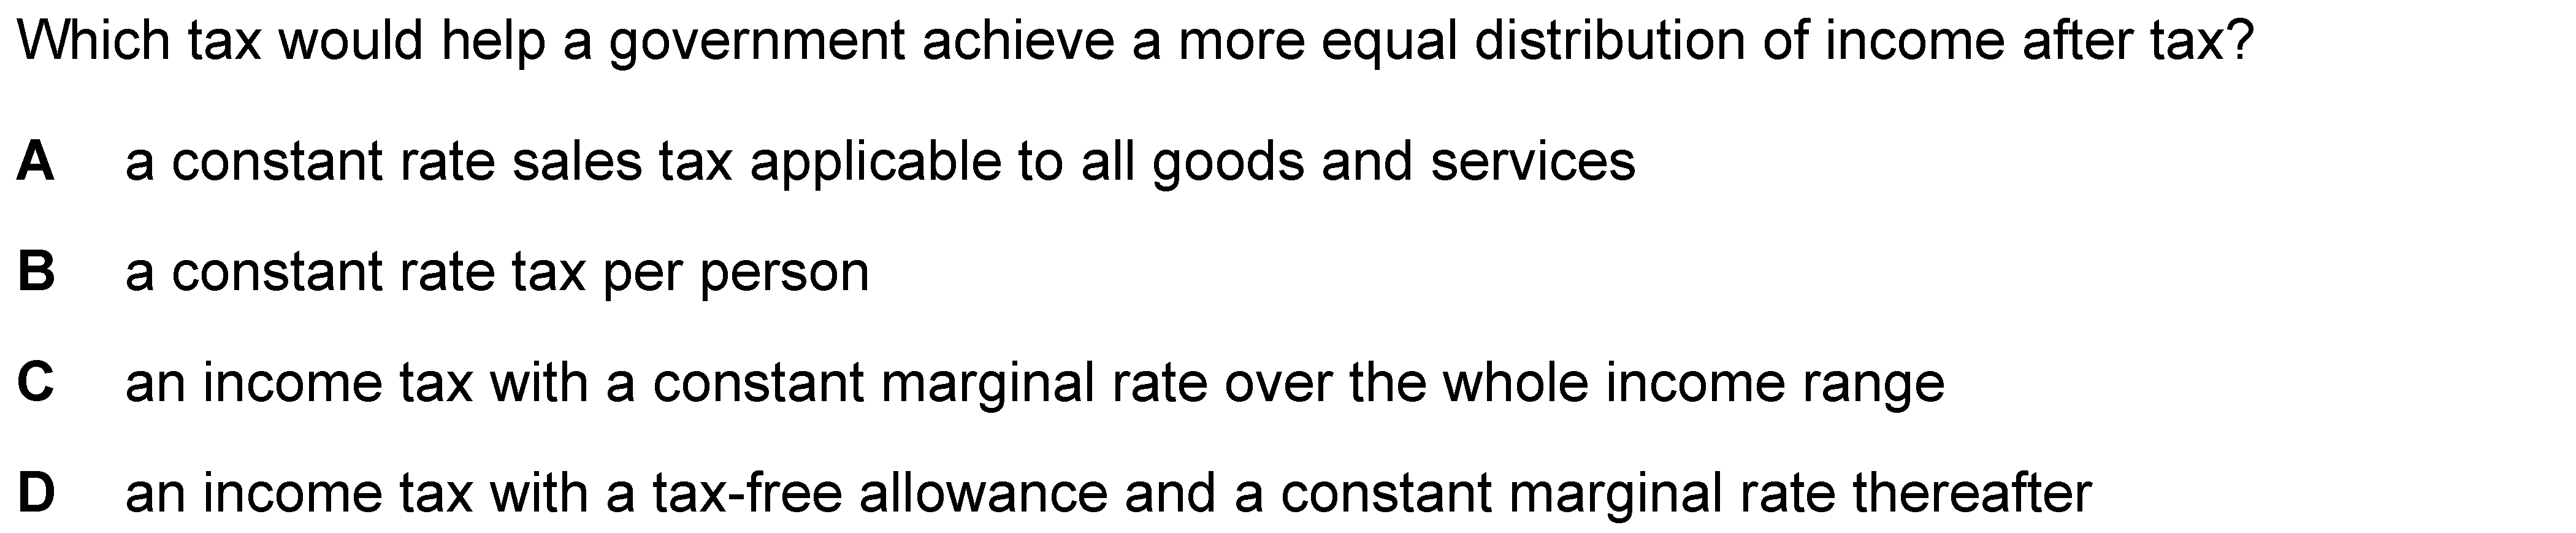 Which tax would help a government achieve a more equal distribution of income after tax?
A a constant rate sales tax applicable to all goods and services
B a constant rate tax per person
C an income tax with a constant marginal rate over the whole income range
D an income tax with a tax-free allowance and a constant marginal rate thereafter